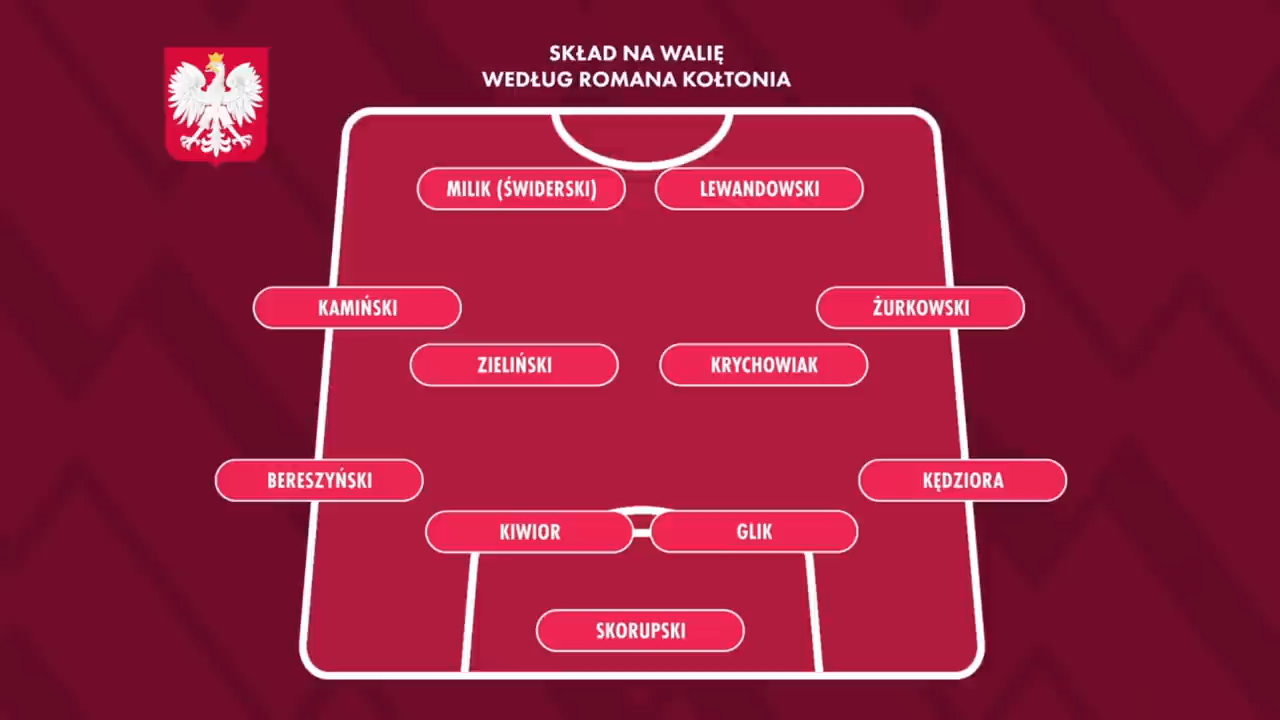 SKŁAD NA WALIĘ
WEDŁUG ROMANA KOŁTONIA
MILIK (ŚWIDERSKI)
LEWANDOWSKI
KAMIŃSKI
ŻURKOWSKI
ZIELIŃSKI
KRYCHOWIAK
BERESZYŃSKI
KĘDZIORA
KIWIOR
GLIK
SKORUPSKI